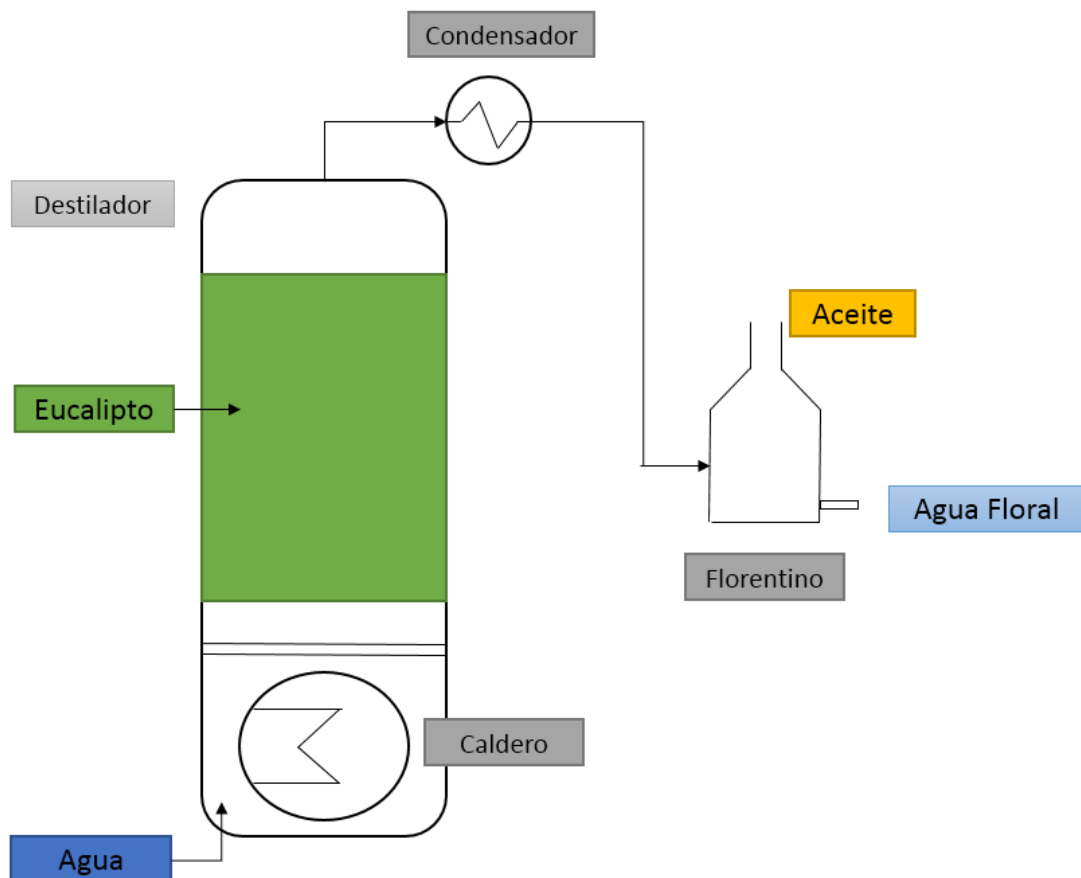 Condensador
Destilador
Aceite
Eucalipto
Agua Floral
Florentino
Caldero
Agua